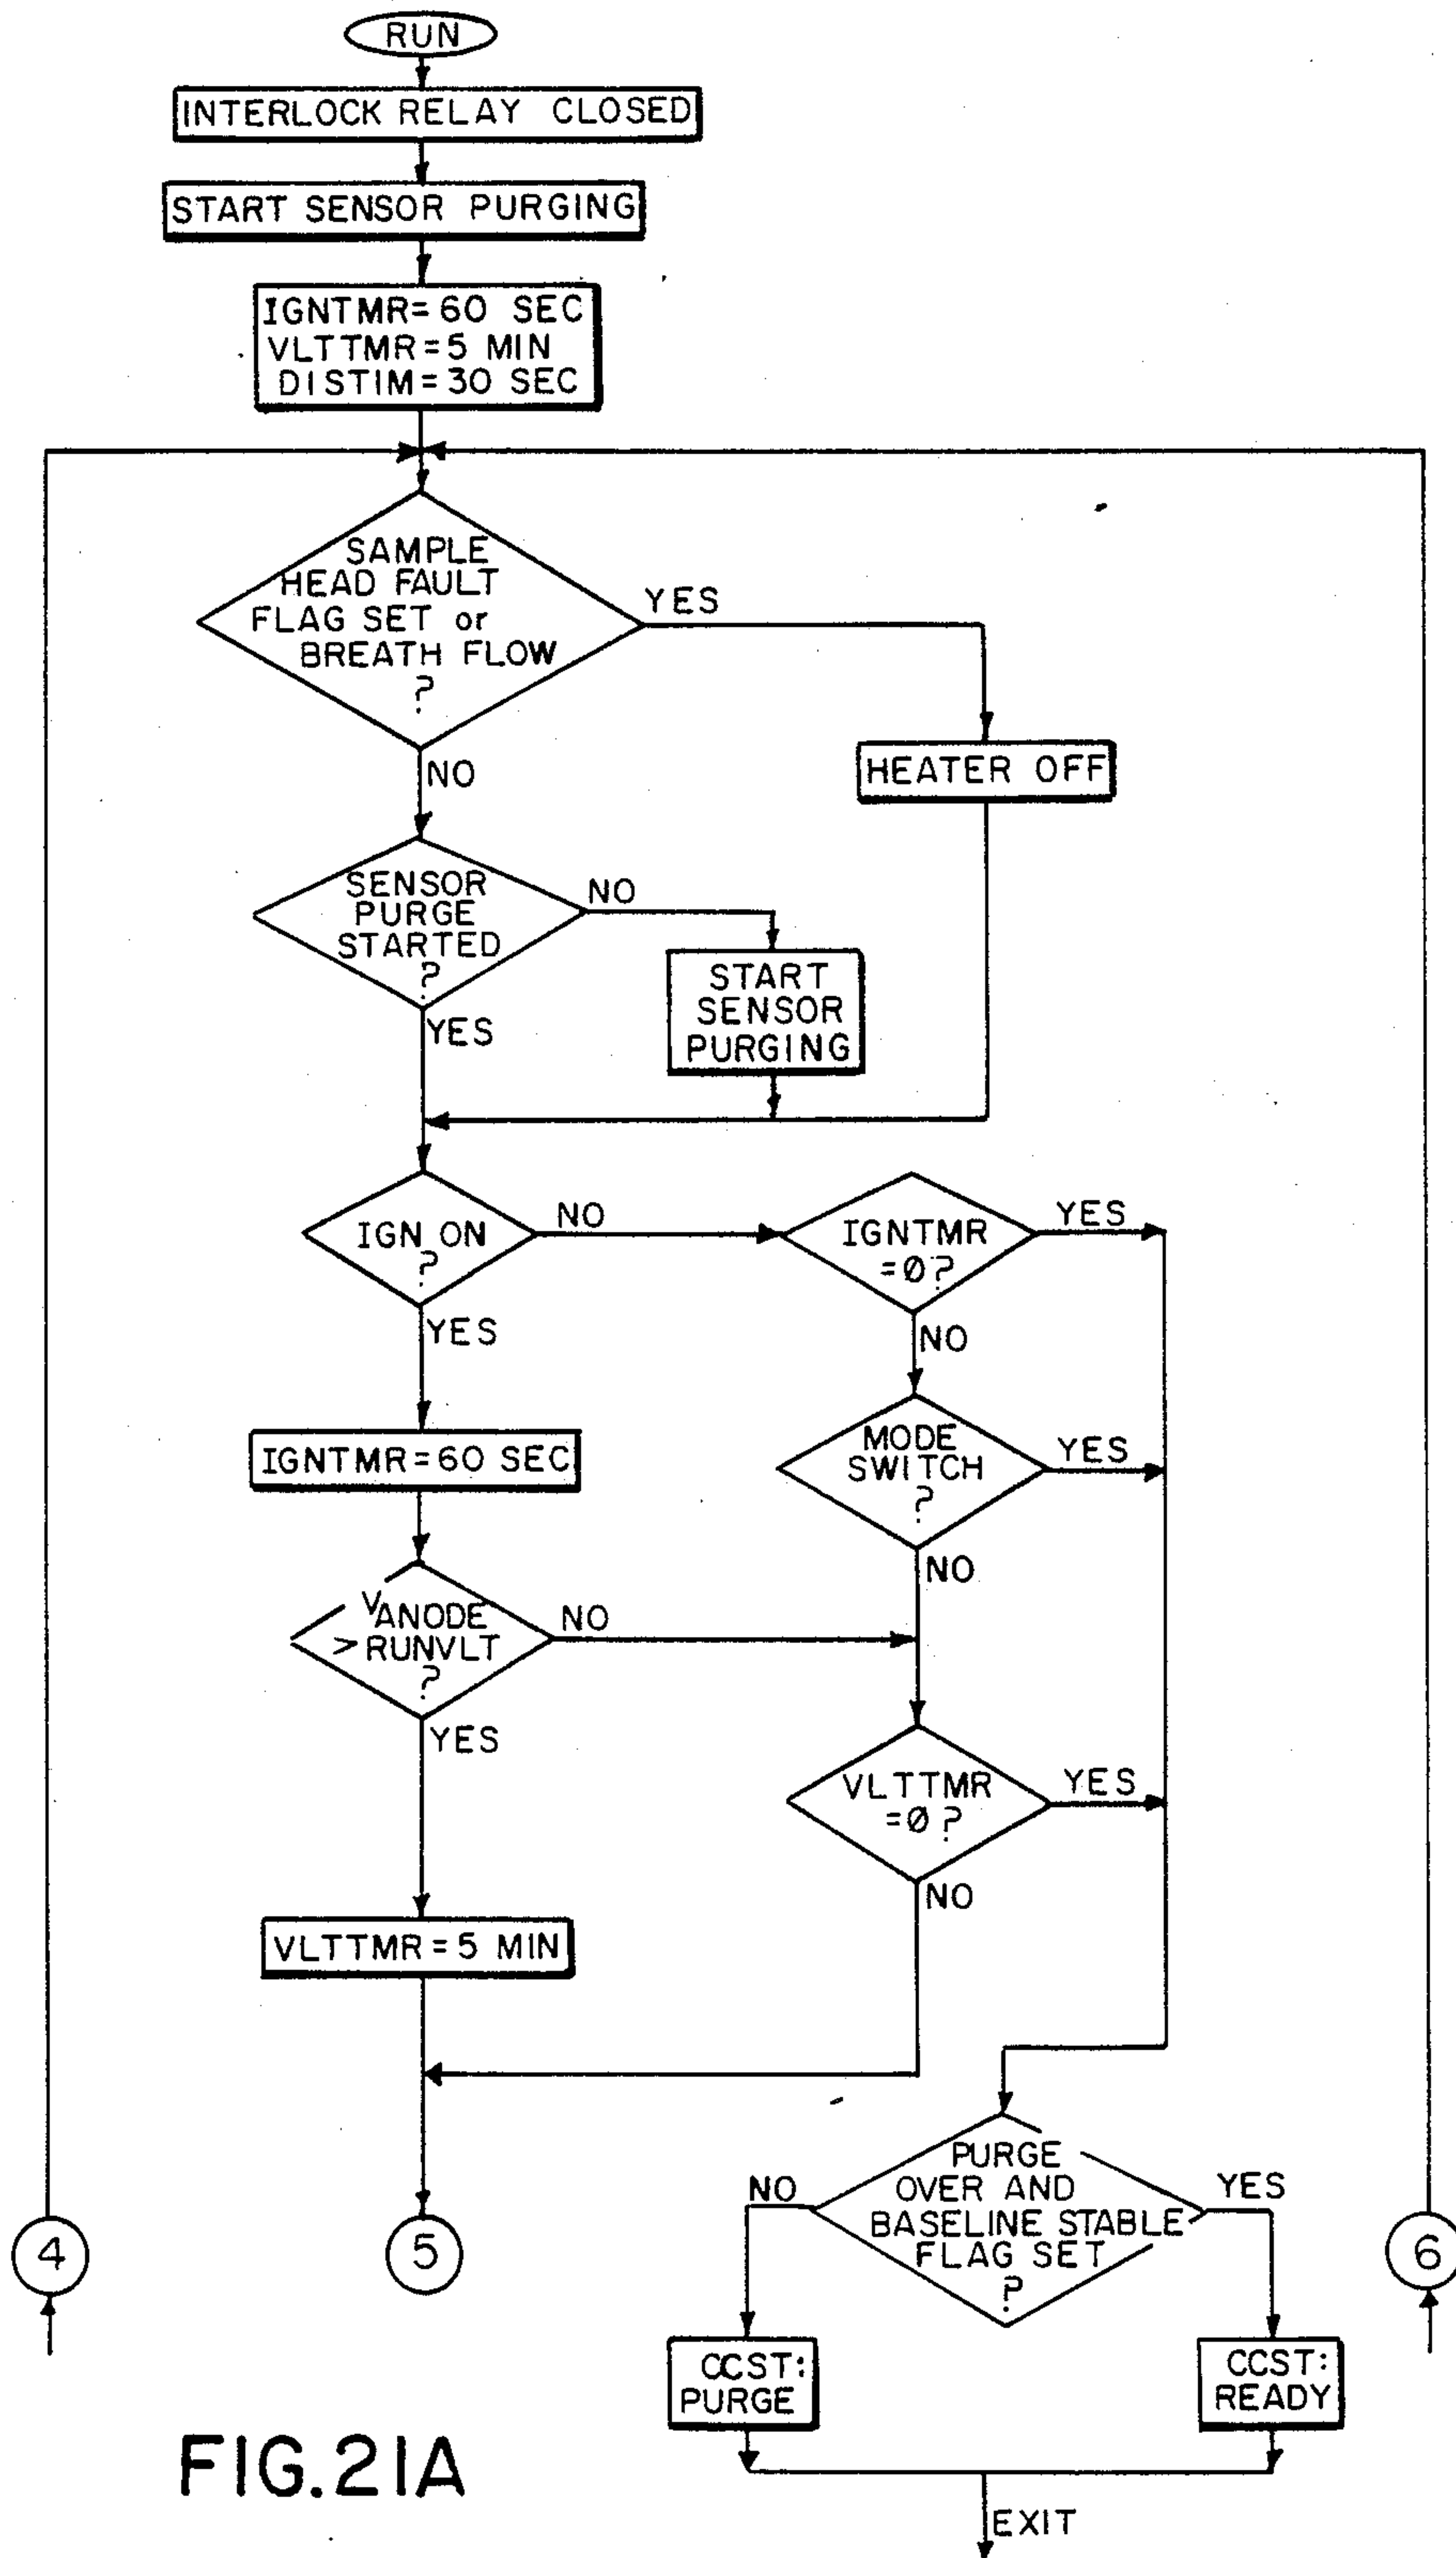 RUN
INTERLOCK RELAY CLOSED
START SENSOR PURGING
IGNTMR=60 SEC
VLTTMR=5 MIN
DISTIM=30 SEC
SAMPLE
HEAD FAULT
FLAG SET or
BREATH FLOW
?
YES
NO
HEATER OFF
SENSOR
PURGE
STARTED
?
NO
YES
START
SENSOR
PURGING
IGN ON
?
NO
YES
IGNTMR
=Ø?
YES
NO
IGNTMR=60 SEC
MODE
SWITCH
?
YES
NO
VANODE
>RUNVLT
?
NO
YES
VLTTMR
=Ø?
YES
NO
VLTTMR=5 MIN
PURGE
OVER AND
BASELINE STABLE
FLAG SET
?
NO
YES
4
5
6
CCST:
PURGE
CCST:
READY
EXIT
FIG.21A